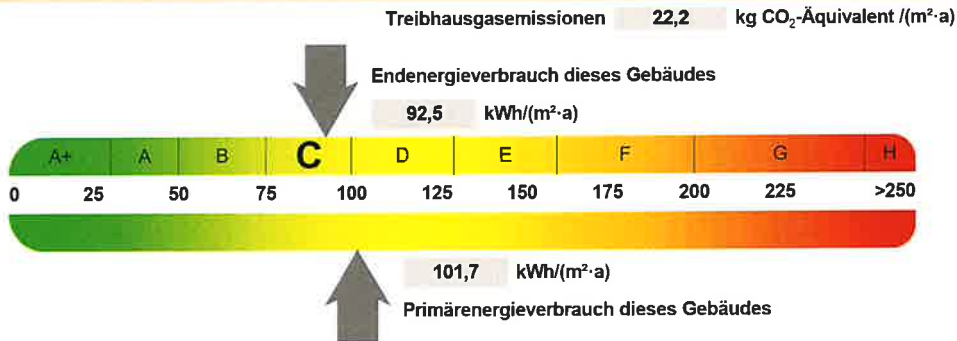 Treibhausgasemissionen 22,2 kg CO₂-Äquivalent /(m²·a)
Endenergieverbrauch dieses Gebäudes
92,5 kWh/(m²·a)
A+ A B C D E F G H
0 25 50 75 100 125 150 175 200 225 >250
101,7 kWh/(m²·a)
Primärenergieverbrauch dieses Gebäudes